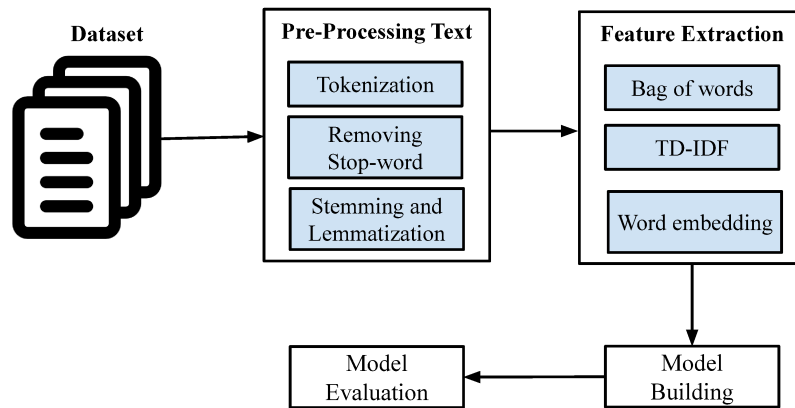 Dataset
Pre-Processing Text
Tokenization
Removing
Stop-word
Stemming and
Lemmatization
Feature Extraction
Bag of words
TD-IDF
Word embedding
Model
Building
Model
Evaluation